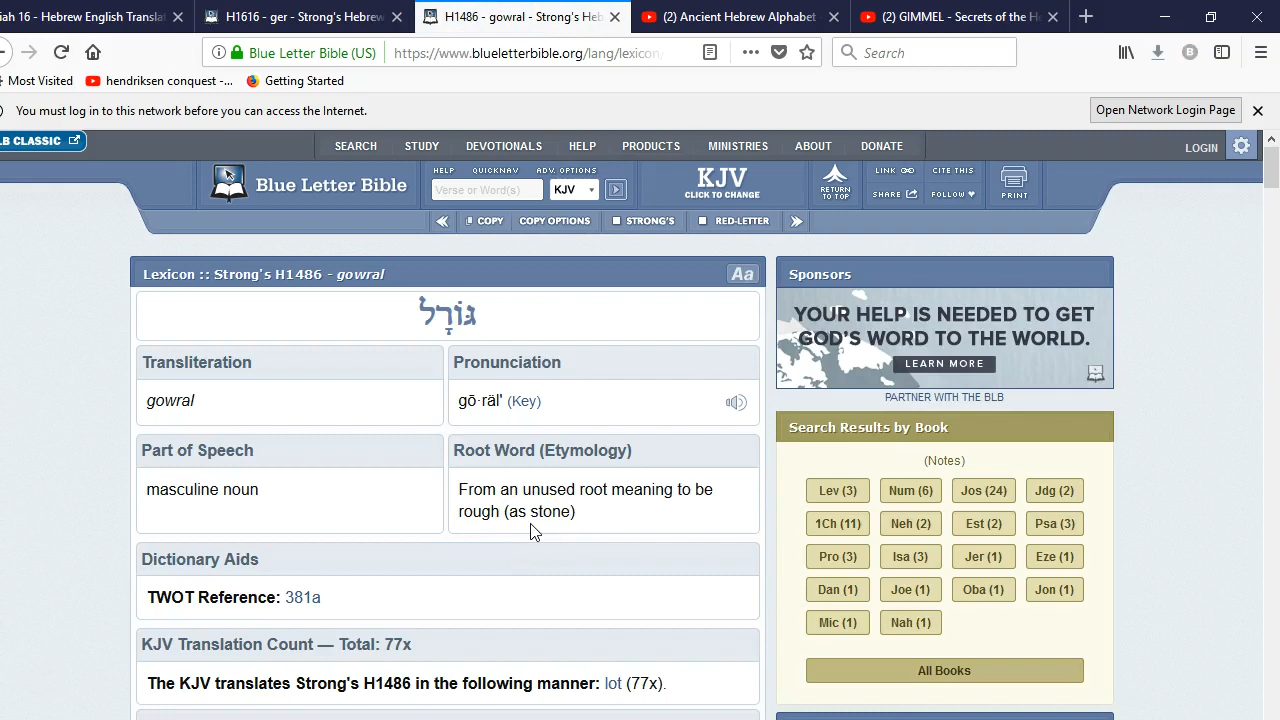 iah 16 - Hebrew English Translat
H1616 - ger - Strong's Hebrew
H1486 - gowral - Strong's Heb
(2) Ancient Hebrew Alphabet -
(2) GIMMEL - Secrets of the H
Blue Letter Bible (US)
https://www.blueletterbible.org/lang/lexicon/
Search
Most Visited
hendriksen conquest -...
Getting Started
You must log in to this network before you can access the Internet.
Open Network Login Page
LB CLASSIC
SEARCH STUDY DEVOTIONALS HELP PRODUCTS MINISTRIES ABOUT DONATE
LOGIN
Blue Letter Bible
HELP QUICKNAV ADV. OPTIONS
Verse or Word(s) KJV
KJV
CLICK TO CHANGE
RETURN
TO TOP
LINK CITE THIS
SHARE FOLLOW
PRINT
COPY COPY OPTIONS STRONG'S RED-LETTER
Lexicon :: Strong's H1486 - gowral
Aa
גּוֹרָל
Transliteration
gowral
Pronunciation
gō·räl' (Key)
Part of Speech
masculine noun
Root Word (Etymology)
From an unused root meaning to be
rough (as stone)
Dictionary Aids
TWOT Reference: 381a
KJV Translation Count — Total: 77x
The KJV translates Strong's H1486 in the following manner: lot (77x).
Sponsors
YOUR HELP IS NEEDED TO GET
GOD'S WORD TO THE WORLD.
LEARN MORE
PARTNER WITH THE BLB
Search Results by Book
(Notes)
Lev (3) Num (6) Jos (24) Jdg (2)
1Ch (11) Neh (2) Est (2) Psa (3)
Pro (3) Isa (3) Jer (1) Eze (1)
Dan (1) Joe (1) Oba (1) Jon (1)
Mic (1) Nah (1)
All Books